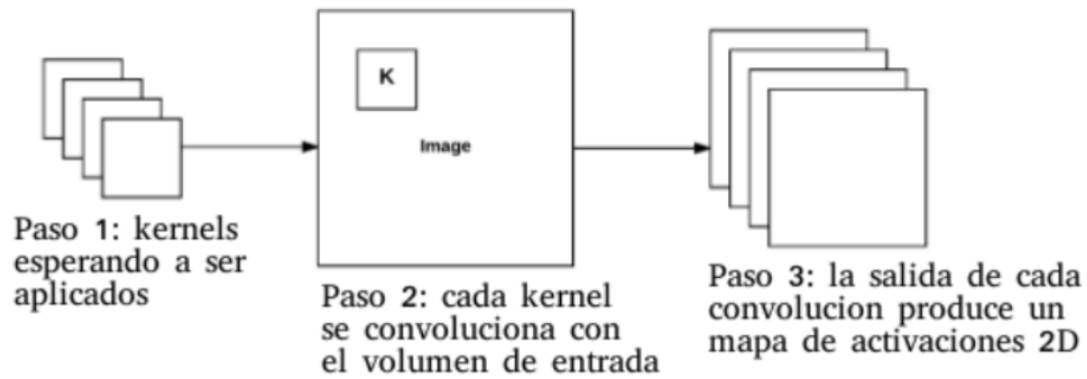 K
Image
Paso 1: kernels
esperando a ser
aplicados
Paso 2: cada kernel
se convoluciona con
el volumen de entrada
Paso 3: la salida de cada
convolucion produce un
mapa de activaciones 2D